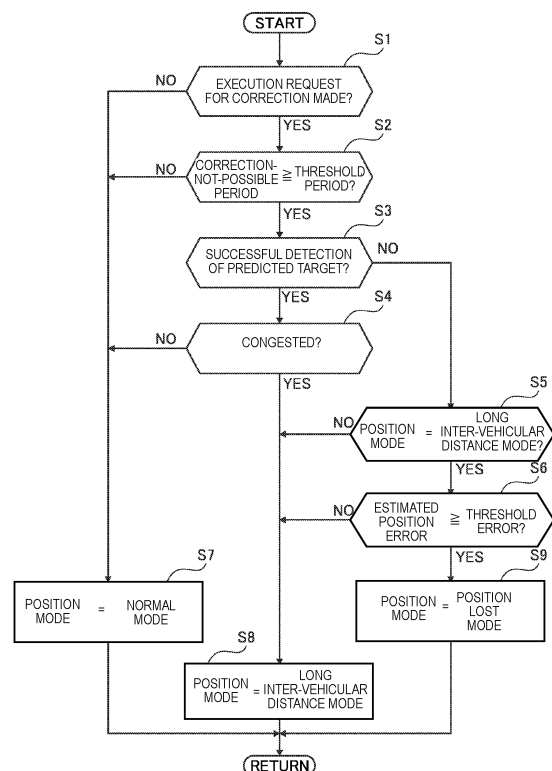 START
S1
NO
EXECUTION REQUEST
FOR CORRECTION MADE?
YES
S2
NO
CORRECTION-
NOT-POSSIBLE ≧ THRESHOLD
PERIOD PERIOD?
YES
S3
NO
SUCCESSFUL DETECTION
OF PREDICTED TARGET?
YES
S4
NO
CONGESTED?
YES
S5
NO
LONG
POSITION = INTER-VEHICULAR
MODE DISTANCE MODE?
YES
S6
NO
ESTIMATED
POSITION ≧ THRESHOLD
ERROR ERROR?
YES
S7
S9
POSITION = NORMAL
MODE MODE
POSITION = POSITION
MODE LOST
MODE
S8
LONG
POSITION = INTER-VEHICULAR
MODE DISTANCE MODE
RETURN